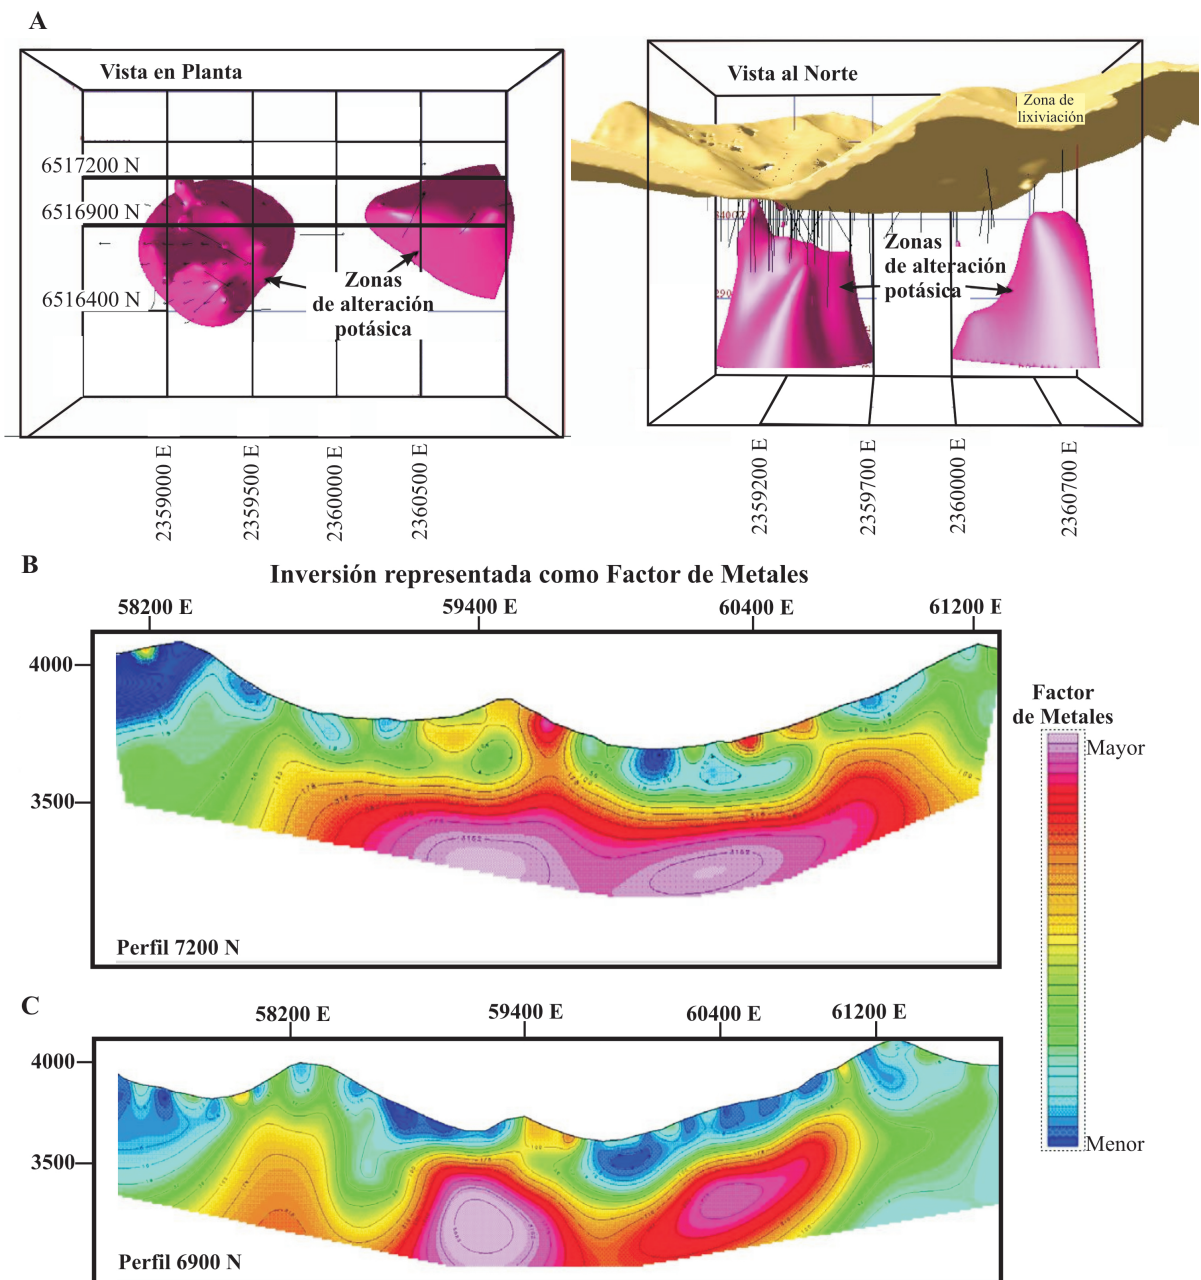 A
Vista en Planta
6517200 N
6516900 N
6516400 N
Zonas
de alteración
potásica
2359000 E
2359500 E
2360000 E
2360500 E
Vista al Norte
Zona de
lixiviación
Zonas
de alteración
potásica
2359200 E
2359700 E
2360000 E
2360700 E
B
Inversión representada como Factor de Metales
58200 E
59400 E
60400 E
61200 E
4000
3500
Perfil 7200 N
Factor
de Metales
Mayor
Menor
C
58200 E
59400 E
60400 E
61200 E
4000
3500
Perfil 6900 N